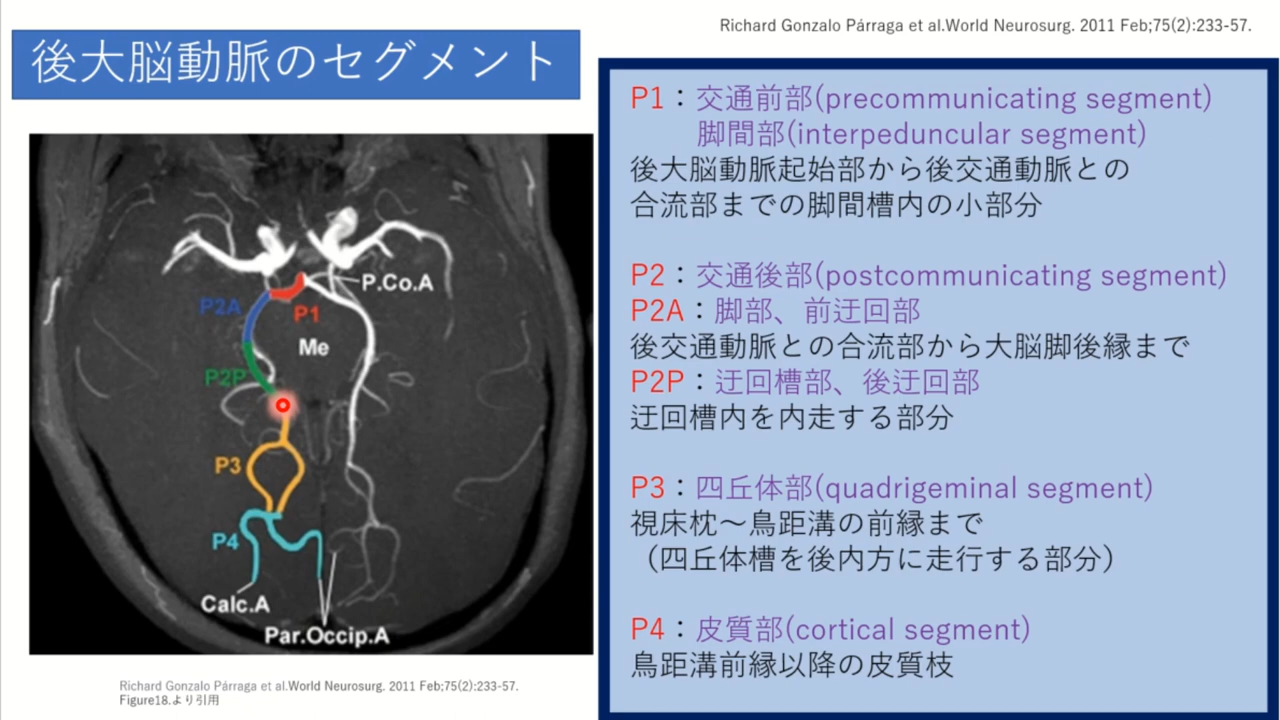 Richard Gonzalo Párraga et al.World Neurosurg. 2011 Feb;75(2):233-57.
後大脳動脈のセグメント
P.Co.A
P2A
P1
Me
P2P
P3
P4
Calc.A
Par.Occip.A
Richard Gonzalo Párraga et al.World Neurosurg. 2011 Feb;75(2):233-57.
Figure18.より引用
P1：交通前部(precommunicating segment)
脚間部(interpeduncular segment)
後大脳動脈起始部から後交通動脈との
合流部までの脚間槽内の小部分
P2：交通後部(postcommunicating segment)
P2A：脚部、前迂回部
後交通動脈との合流部から大脳脚後縁まで
P2P：迂回槽部、後迂回部
迂回槽内を内走する部分
P3：四丘体部(quadrigeminal segment)
視床枕～鳥距溝の前縁まで
（四丘体槽を後内方に走行する部分）
P4：皮質部(cortical segment)
鳥距溝前縁以降の皮質枝